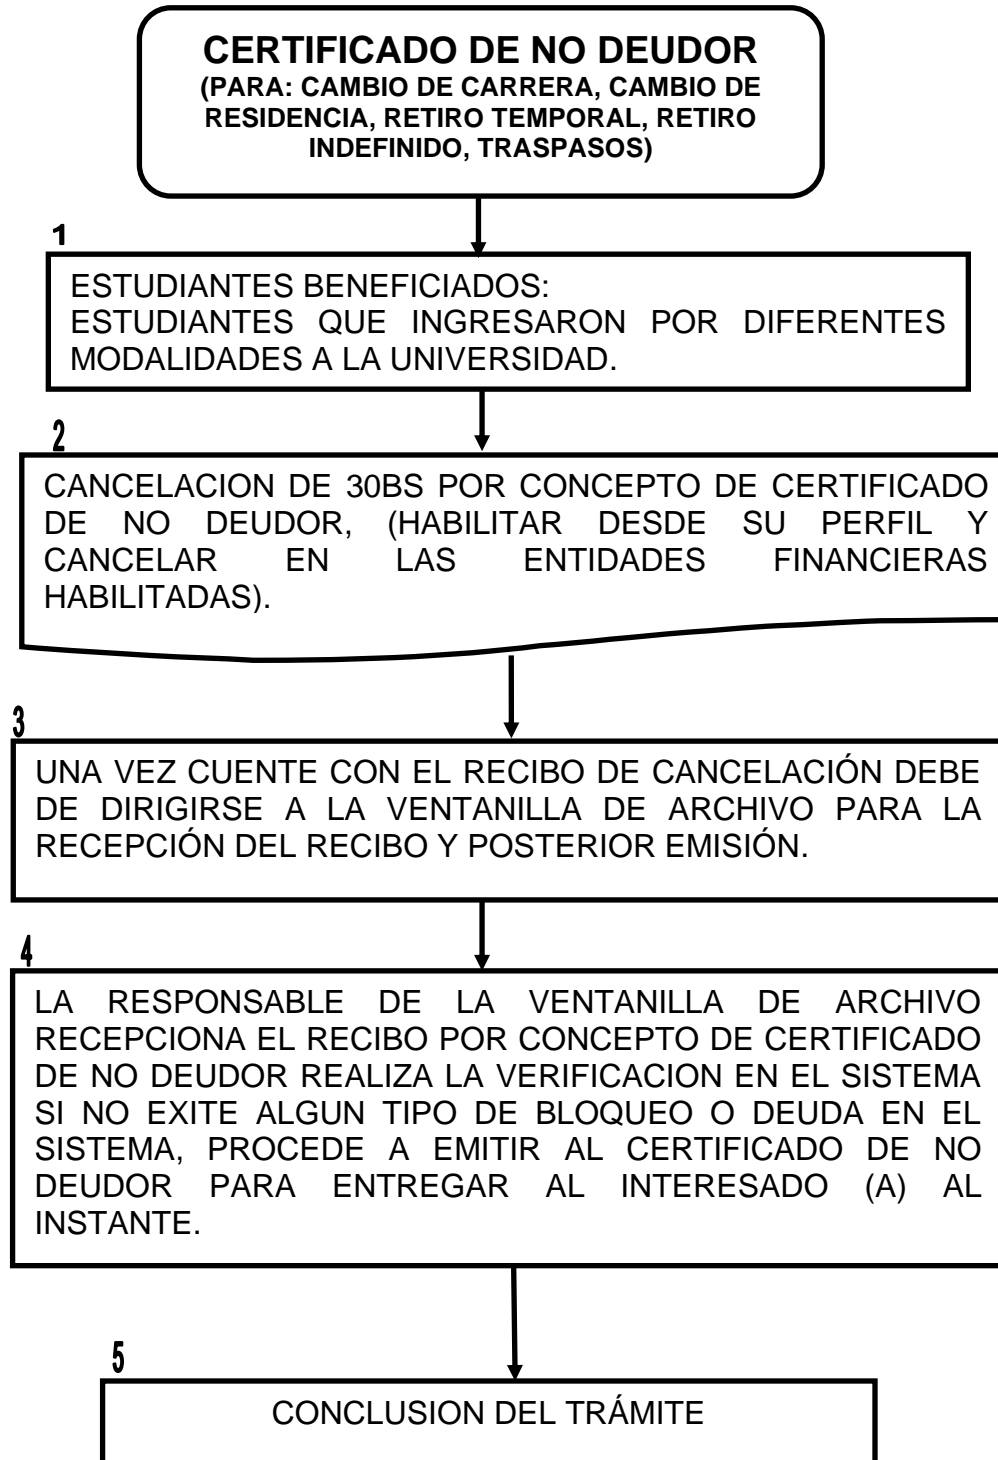 CERTIFICADO DE NO DEUDOR
(PARA: CAMBIO DE CARRERA, CAMBIO DE
RESIDENCIA, RETIRO TEMPORAL, RETIRO
INDEFINIDO, TRASPASOS)
1
ESTUDIANTES BENEFICIADOS:
ESTUDIANTES QUE INGRESARON POR DIFERENTES
MODALIDADES A LA UNIVERSIDAD.
2
CANCELACION DE 30BS POR CONCEPTO DE CERTIFICADO
DE NO DEUDOR, (HABILITAR DESDE SU PERFIL Y
CANCELAR EN LAS ENTIDADES FINANCIERAS
HABILITADAS).
3
UNA VEZ CUENTE CON EL RECIBO DE CANCELACIÓN DEBE
DE DIRIGIRSE A LA VENTANILLA DE ARCHIVO PARA LA
RECEPCIÓN DEL RECIBO Y POSTERIOR EMISIÓN.
4
LA RESPONSABLE DE LA VENTANILLA DE ARCHIVO
RECEPCIONA EL RECIBO POR CONCEPTO DE CERTIFICADO
DE NO DEUDOR REALIZA LA VERIFICACION EN EL SISTEMA
SI NO EXITE ALGUN TIPO DE BLOQUEO O DEUDA EN EL
SISTEMA, PROCEDE A EMITIR AL CERTIFICADO DE NO
DEUDOR PARA ENTREGAR AL INTERESADO (A) AL
INSTANTE.
5
CONCLUSION DEL TRÁMITE